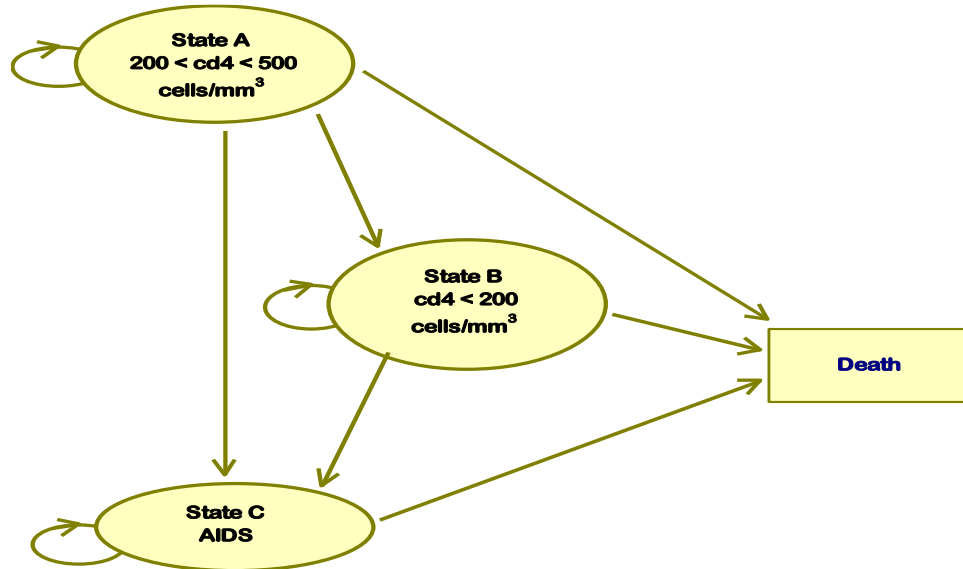 State A
200 < cd4 < 500
cells/mm³
State B
cd4 < 200
cells/mm³
Death
State C
AIDS